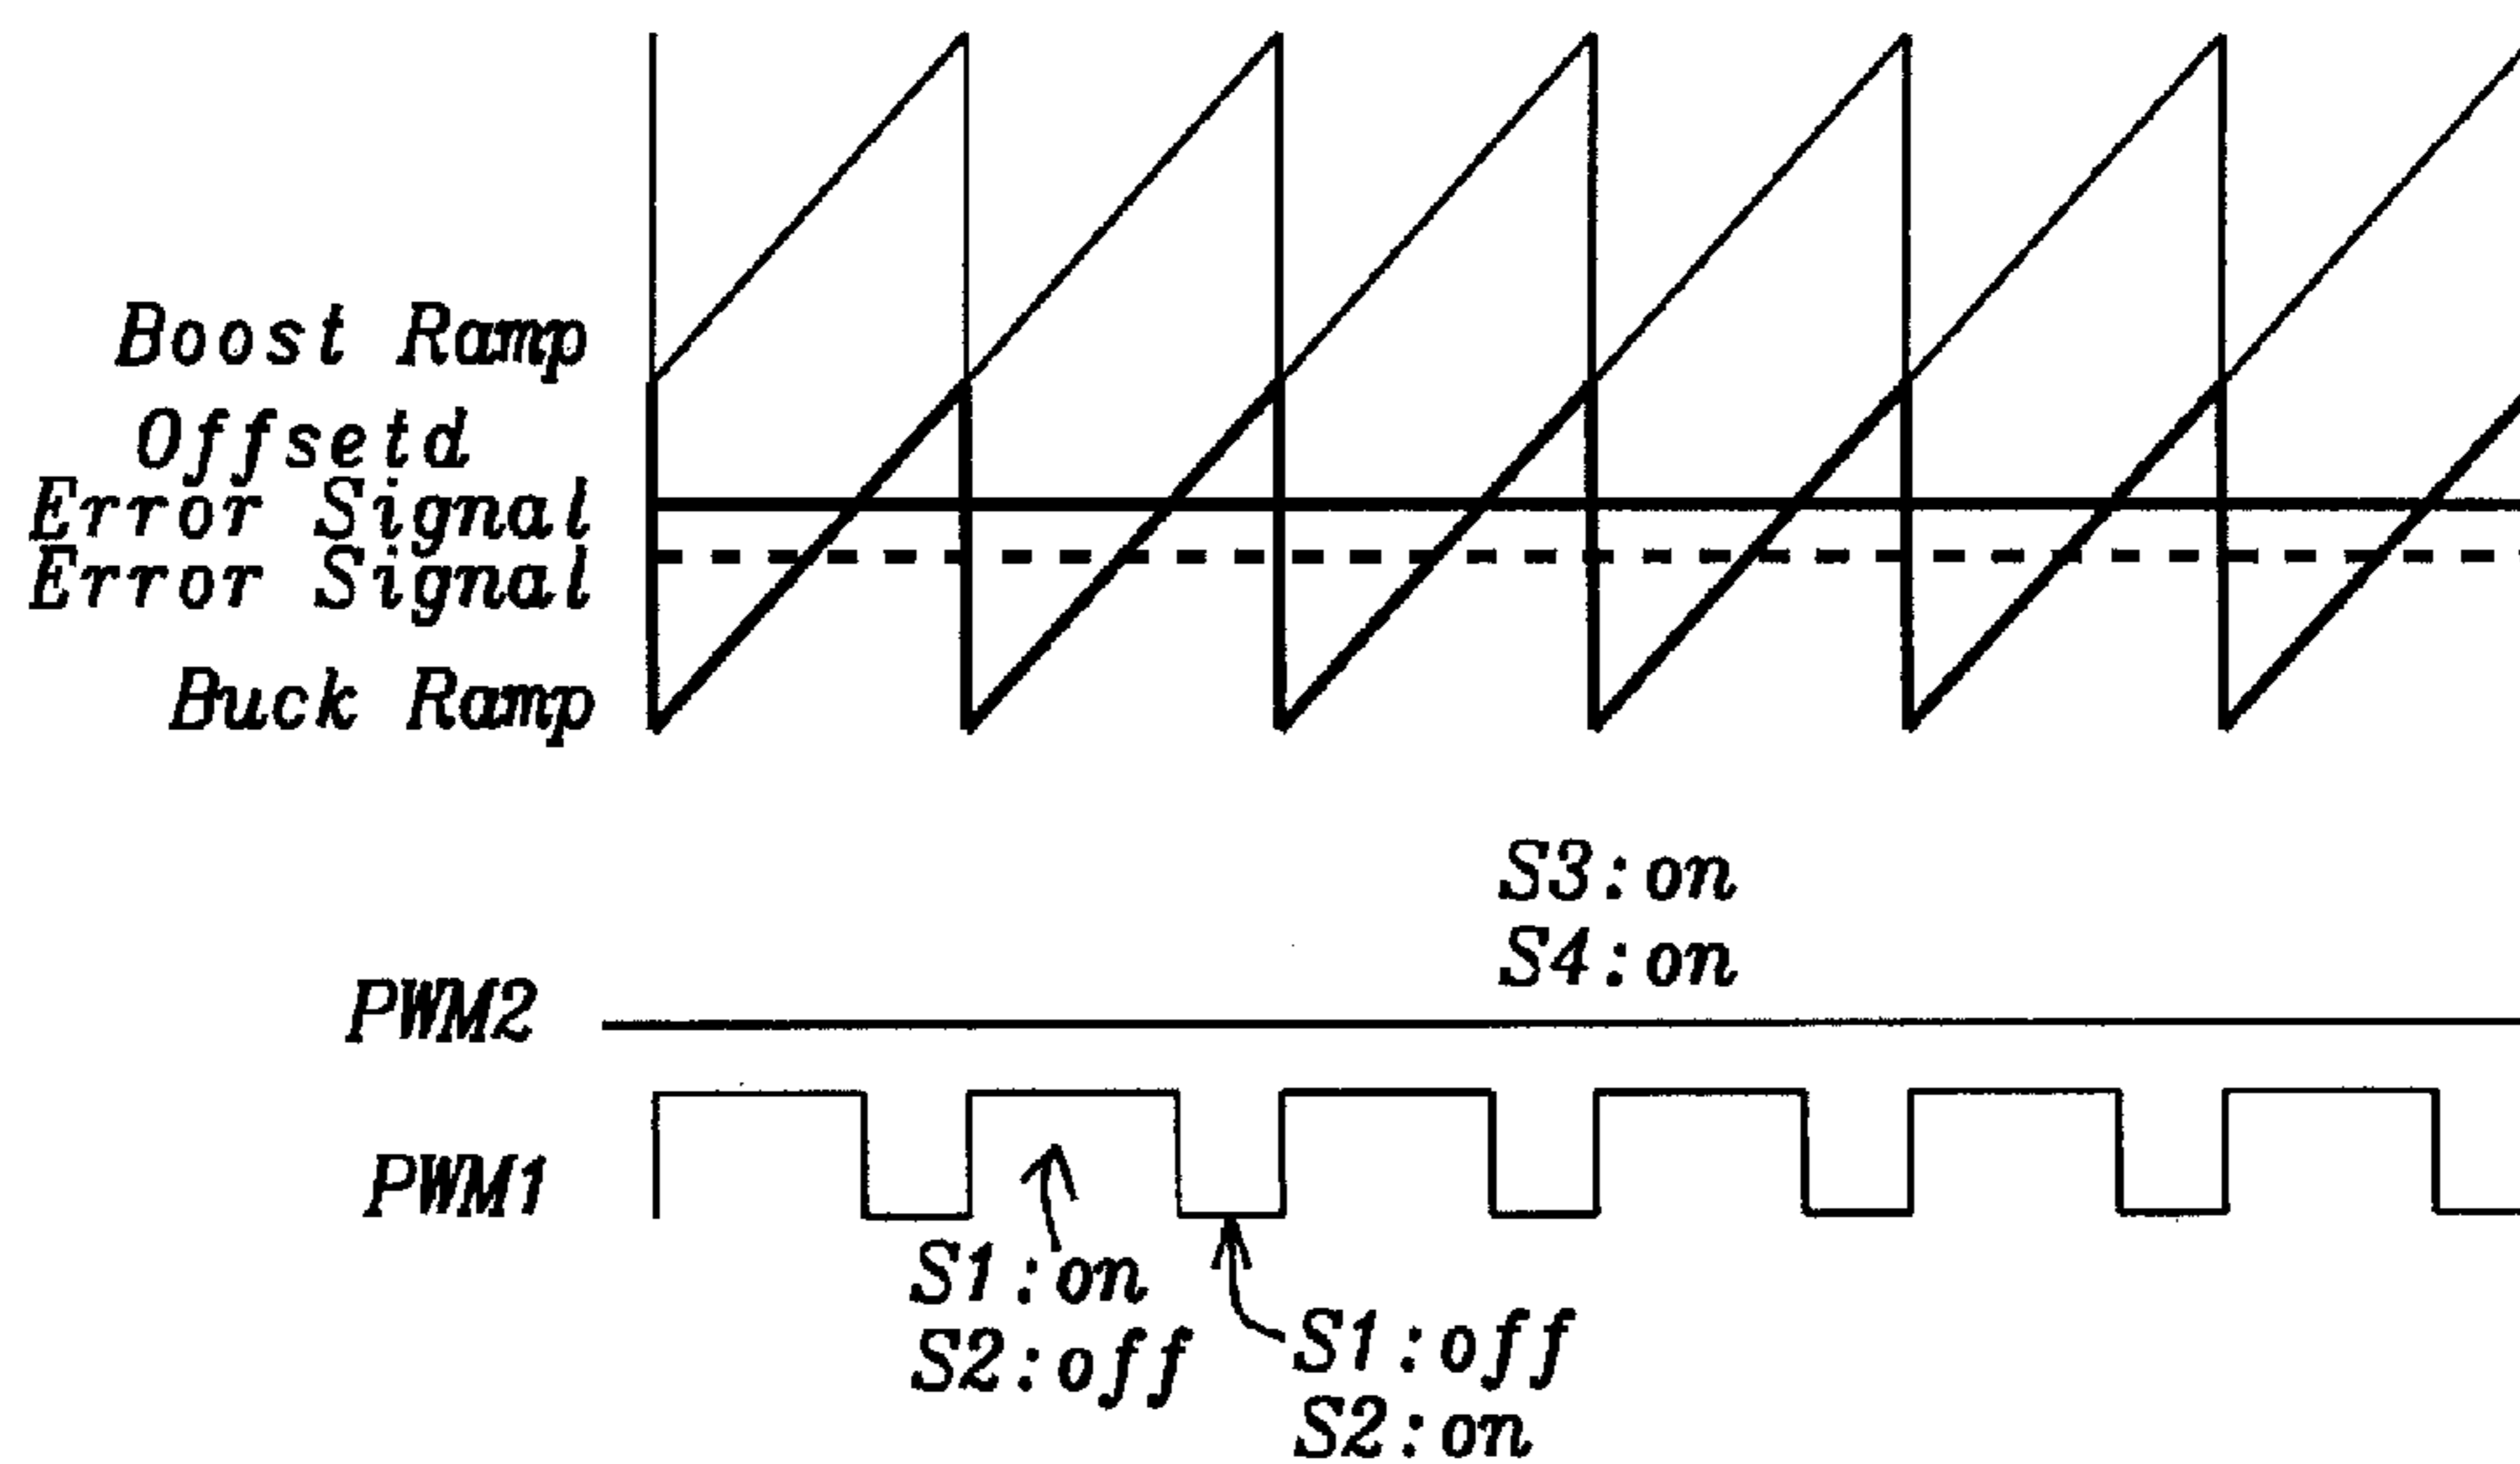 Boost Ramp
Offsetd
Error Signal
Error Signal
Buck Ramp
S3:on
S4:on
PWM2
PWM1
S1:on
S2:off
S1:off
S2:on